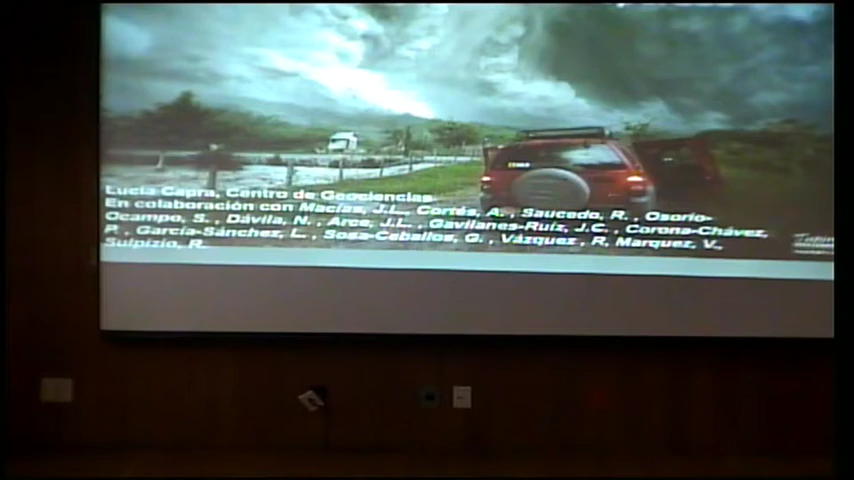 Lucia Capra, Centro de Geociencias
En colaboración con Macías, J.L., Cortés, A., Saucedo, R., Osorio-
Ocampo, S., Dávila, N., Arce, J.L., Gavilanes-Ruiz, J.C., Corona-Chávez,
P., García-Sánchez, L., Sosa-Ceballos, G., Vázquez, R, Marquez, V.,
Sulpizio, R.